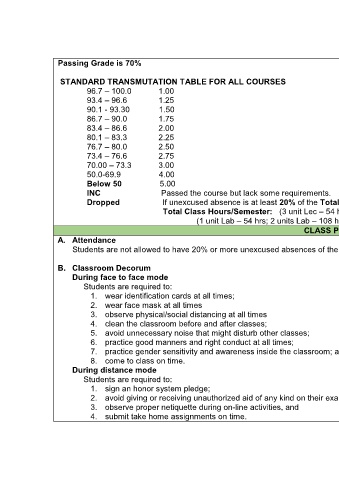 Passing Grade is 70%
STANDARD TRANSMUTATION TABLE FOR ALL COURSES
96.7 – 100.0 1.00
93.4 – 96.6 1.25
90.1 - 93.30 1.50
86.7 – 90.0 1.75
83.4 – 86.6 2.00
80.1 – 83.3 2.25
76.7 – 80.0 2.50
73.4 – 76.6 2.75
70.00 – 73.3 3.00
50.0-69.9 4.00
Below 50 5.00
INC Passed the course but lack some requirements.
Dropped If unexcused absence is at least 20% of the Total
Total Class Hours/Semester: (3 unit Lec – 54 h
(1 unit Lab – 54 hrs; 2 units Lab – 108 h
CLASS P
A. Attendance
Students are not allowed to have 20% or more unexcused absences of the
B. Classroom Decorum
During face to face mode
Students are required to:
1. wear identification cards at all times;
2. wear face mask at all times
3. observe physical/social distancing at all times
4. clean the classroom before and after classes;
5. avoid unnecessary noise that might disturb other classes;
6. practice good manners and right conduct at all times;
7. practice gender sensitivity and awareness inside the classroom; a
8. come to class on time.
During distance mode
Students are required to:
1. sign an honor system pledge;
2. avoid giving or receiving unauthorized aid of any kind on their exa
3. observe proper netiquette during on-line activities, and
4. submit take home assignments on time.